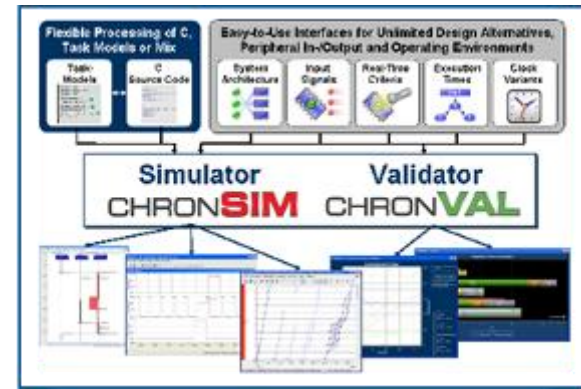 Flexible Processing of C,
Task Models or Mix
Task-
Models
C
Source Code
Easy-to-Use Interfaces for Unlimited Design Alternatives,
Peripheral In-/Output and Operating Environments
System
Architecture
Input
Signals
Real-Time
Criteria
Execution
Times
Clock
Variants
Simulator
CHRONSIM
Validator
CHRONVAL